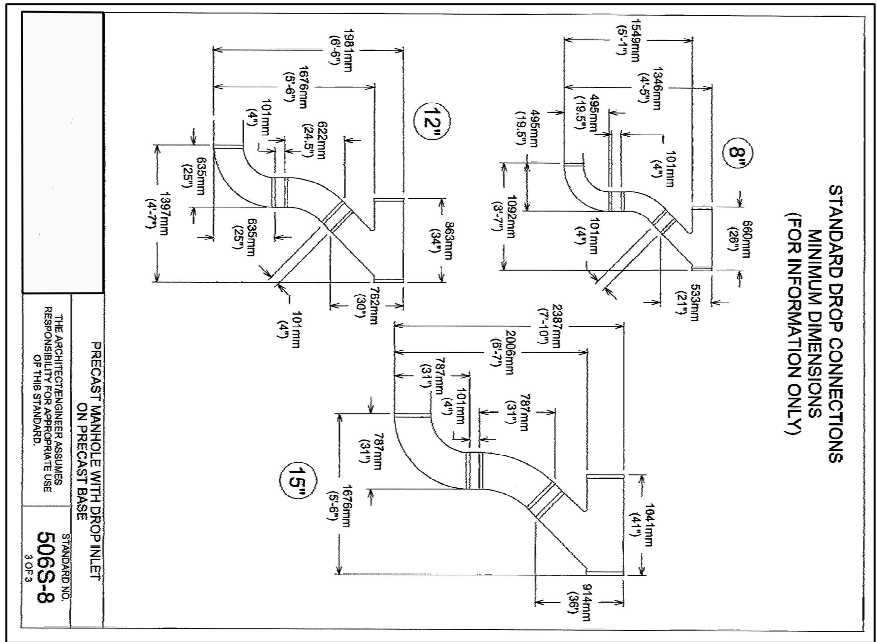 STANDARD DROP CONNECTIONS
MINIMUM DIMENSIONS
(FOR INFORMATION ONLY)
8"
1549mm
(5'-1")
1346mm
(4'-5")
495mm
(19.5")
101mm
(4")
495mm
(19.5")
1092mm
(3'-7")
101mm
(4")
660mm
(26")
533mm
(21")
12"
1981mm
(6'-6")
1676mm
(5'-6")
101mm
(4")
622mm
(24.5")
635mm
(25")
1397mm
(4'-7")
635mm
(25")
101mm
(4")
863mm
(34")
762mm
(30")
15"
2387mm
(7'-10")
2006mm
(6'-7")
787mm
(31")
101mm
(4")
787mm
(31")
787mm
(31")
1676mm
(5'-6")
1041mm
(41")
914mm
(36")
PRECAST MANHOLE WITH DROP INLET
ON PRECAST BASE
THE ARCHITECT/ENGINEER ASSUMES
RESPONSIBILITY FOR APPROPRIATE USE
OF THIS STANDARD.
STANDARD NO.
506S-8
3 OF 3